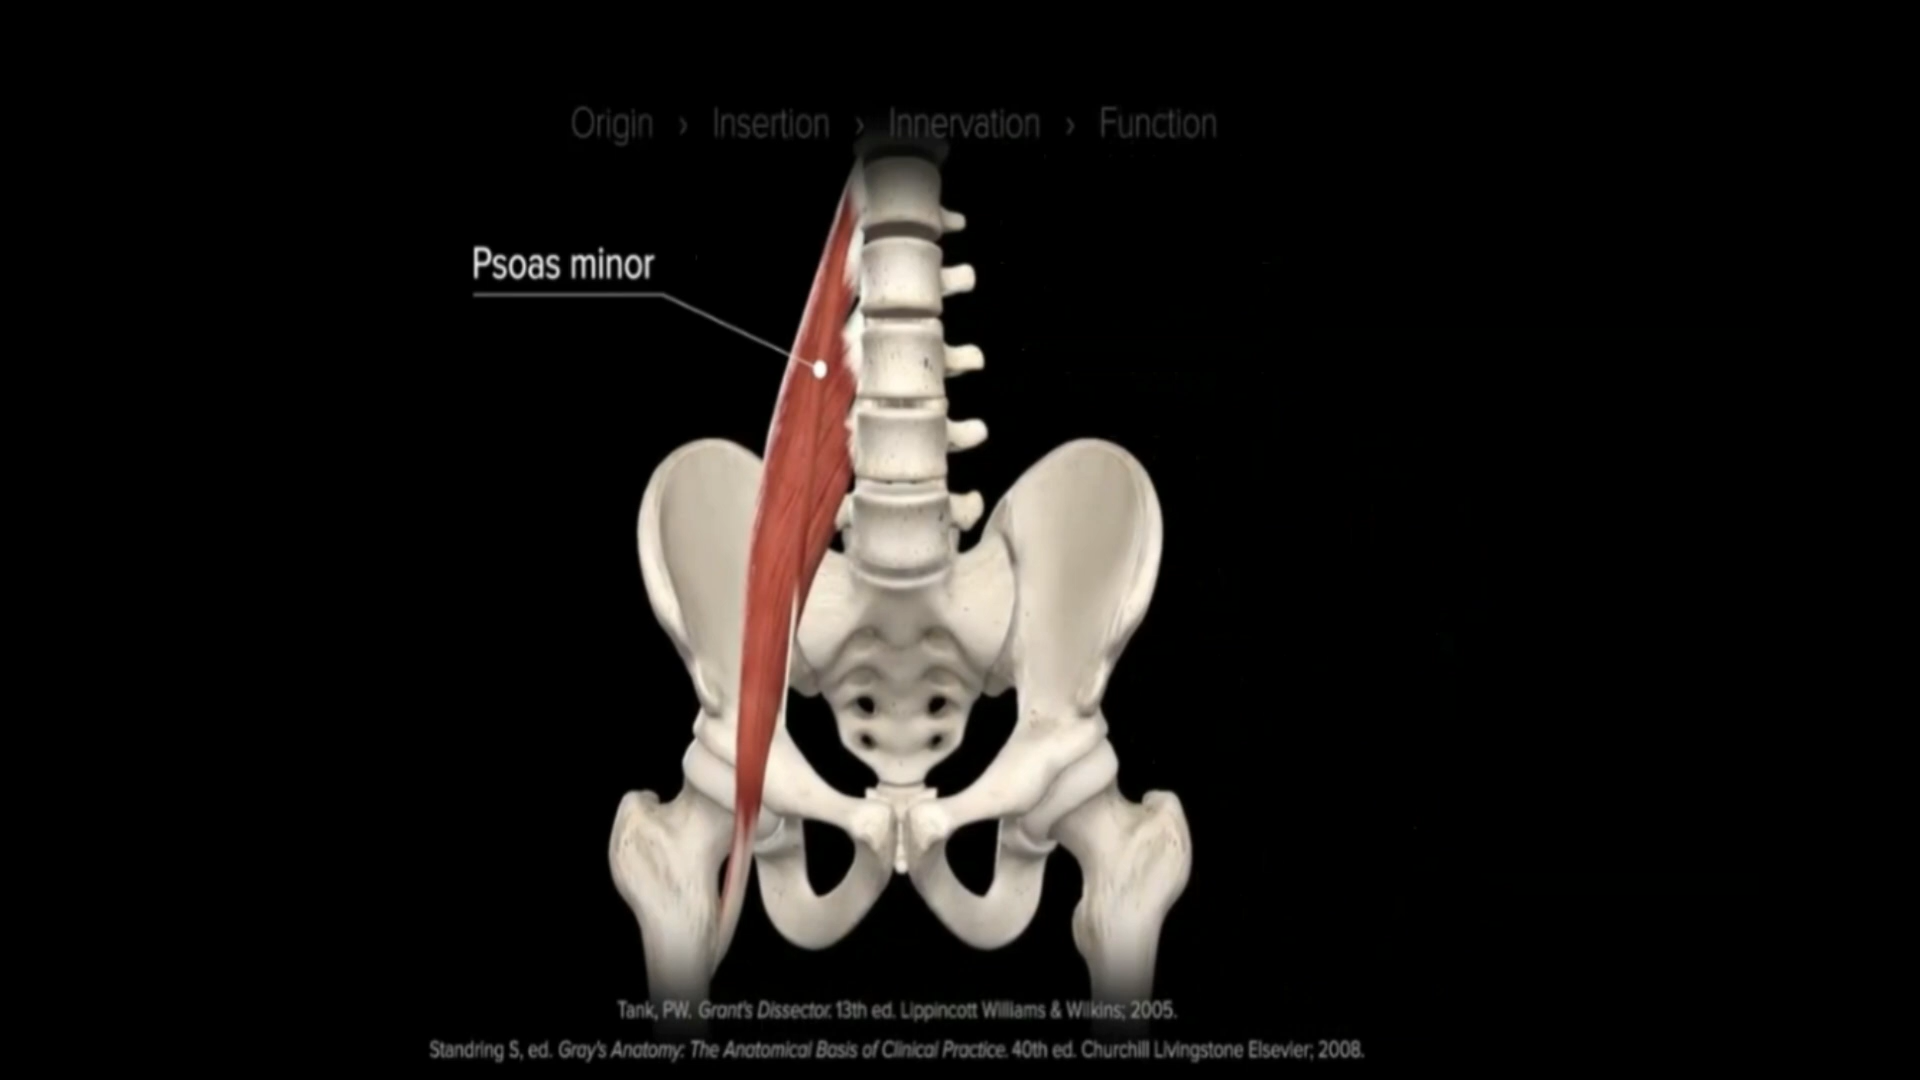 Origin › Insertion › Innervation › Function
Psoas minor
Tank, PW. Grant's Dissector. 13th ed. Lippincott Williams & Wilkins; 2005.
Standring S, ed. Gray's Anatomy: The Anatomical Basis of Clinical Practice. 40th ed. Churchill Livingstone Elsevier; 2008.